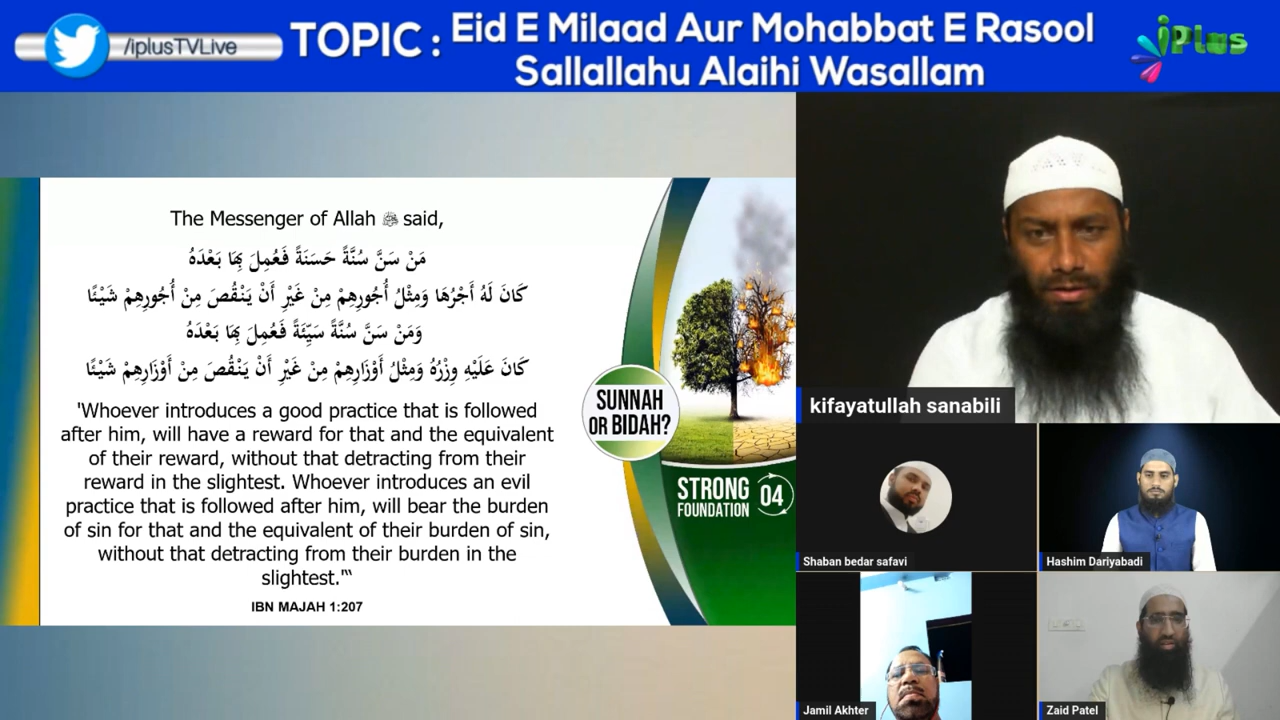 /iplusTVLive
TOPIC :
Eid E Milaad Aur Mohabbat E Rasool
Sallallahu Alaihi Wasallam
iPlus
The Messenger of Allah ﷺ said,
مَنْ سَنَّ سُنَّةً حَسَنَةً فَعُمِلَ بِهَا بَعْدَهُ
كَانَ لَهُ أَجْرُهَا وَمِثْلُ أُجُورِهِمْ مِنْ غَيْرِ أَنْ يَنْقُصَ مِنْ أُجُورِهِمْ شَيْئًا
وَمَنْ سَنَّ سُنَّةً سَيِّئَةً فَعُمِلَ بِهَا بَعْدَهُ
كَانَ عَلَيْهِ وِزْرُهُ وَمِثْلُ أَوْزَارِهِمْ مِنْ غَيْرِ أَنْ يَنْقُصَ مِنْ أَوْزَارِهِمْ شَيْئًا
'Whoever introduces a good practice that is followed
after him, will have a reward for that and the equivalent
of their reward, without that detracting from their
reward in the slightest. Whoever introduces an evil
practice that is followed after him, will bear the burden
of sin for that and the equivalent of their burden of sin,
without that detracting from their burden in the
slightest.'"
IBN MAJAH 1:207
SUNNAH
OR BIDAH?
STRONG
FOUNDATION
04
kifayatullah sanabili
Shaban bedar safavi
Hashim Dariyabadi
Jamil Akhter
Zaid Patel